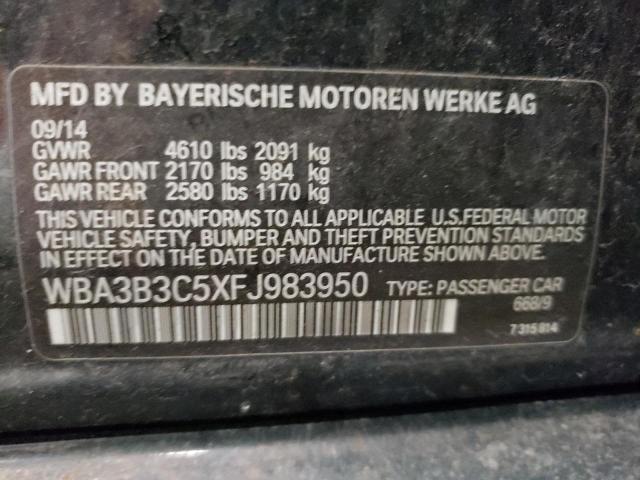 MFD BY BAYERISCHE MOTOREN WERKE AG
09/14
GVWR 4610 lbs 2091 kg
GAWR FRONT 2170 lbs 984 kg
GAWR REAR 2580 lbs 1170 kg
THIS VEHICLE CONFORMS TO ALL APPLICABLE U.S.FEDERAL MOTOR
VEHICLE SAFETY, BUMPER AND THEFT PREVENTION STANDARDS
IN EFFECT ON THE DATE OF MANUFACTURE SHOWN ABOVE.
WBA3B3C5XFJ983950 TYPE: PASSENGER CAR
668/9
7 315 814